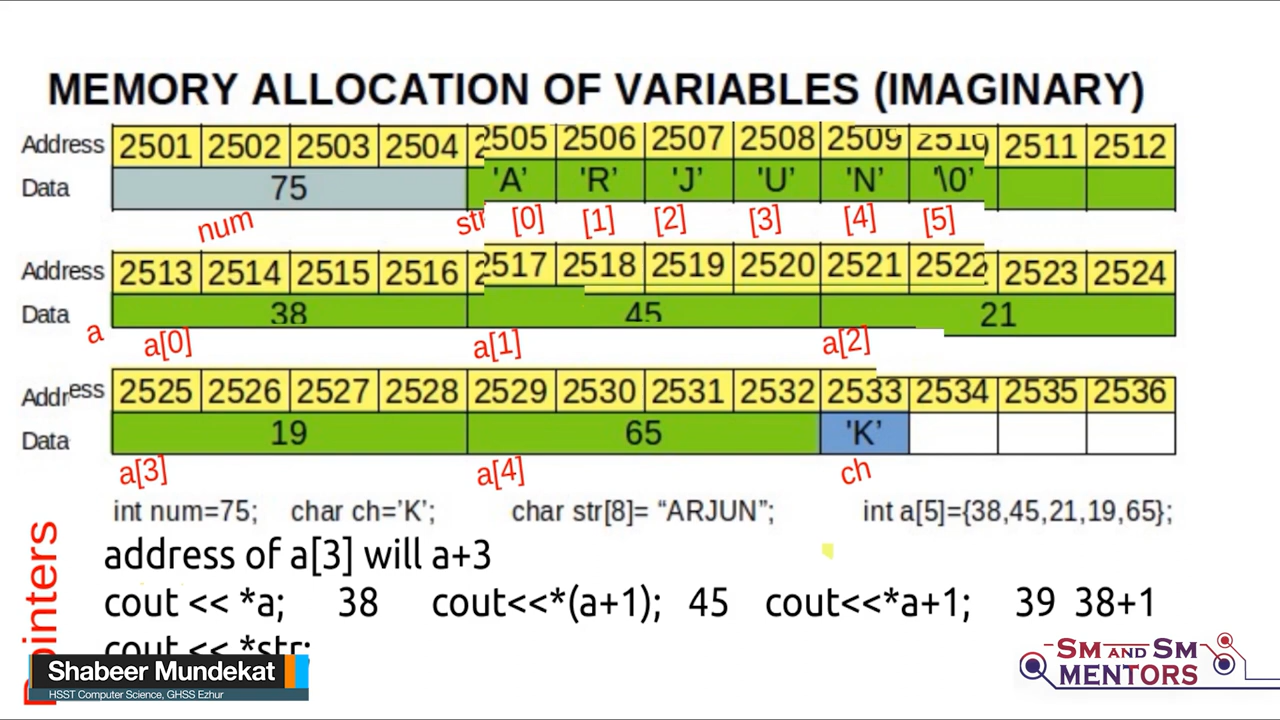 MEMORY ALLOCATION OF VARIABLES (IMAGINARY)
Address 2501 2502 2503 2504 2505 2506 2507 2508 2509 2510 2511 2512
Data 75 'A' 'R' 'J' 'U' 'N' '\0'
num str [0] [1] [2] [3] [4] [5]
Address 2513 2514 2515 2516 2517 2518 2519 2520 2521 2522 2523 2524
Data 38 45 21
a a[0] a[1] a[2]
Address 2525 2526 2527 2528 2529 2530 2531 2532 2533 2534 2535 2536
Data 19 65 'K'
a[3] a[4] ch
int num=75; char ch='K'; char str[8]= “ARJUN”; int a[5]={38,45,21,19,65};
Pointers
address of a[3] will a+3
cout << *a; 38 cout<<*(a+1); 45 cout<<*a+1; 39 38+1
cout << *str;
Shabeer Mundekat
HSST Computer Science, GHSS Ezhur
SM AND SM
MENTORS